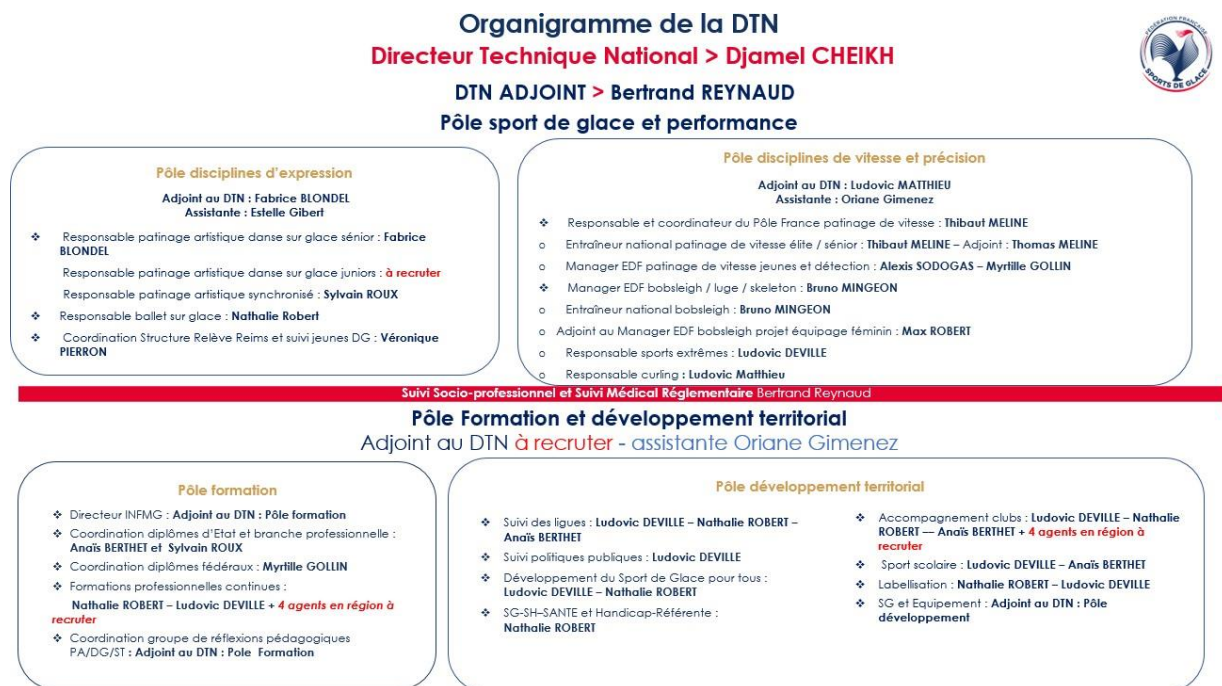 Organigramme de la DTN
Directeur Technique National > Djamel CHEIKH
FÉDÉRATION FRANÇAISE
SPORTS DE GLACE
DTN ADJOINT > Bertrand REYNAUD
Pôle sport de glace et performance
Pôle disciplines d'expression
Adjoint au DTN : Fabrice BLONDEL
Assistante : Estelle Gibert
❖ Responsable patinage artistique danse sur glace sénior : Fabrice
BLONDEL
Responsable patinage artistique danse sur glace juniors : à recruter
Responsable patinage artistique synchronisé : Sylvain ROUX
❖ Responsable ballet sur glace : Nathalie Robert
❖ Coordination Structure Relève Reims et suivi jeunes DG : Véronique
PIERRON
Pôle disciplines de vitesse et précision
Adjoint au DTN : Ludovic MATTHIEU
Assistante : Oriane Gimenez
❖ Responsable et coordinateur du Pôle France patinage de vitesse : Thibaut MELINE
o Entraîneur national patinage de vitesse élite / sénior : Thibaut MELINE – Adjoint : Thomas MELINE
o Manager EDF patinage de vitesse jeunes et détection : Alexis SODOGAS – Myrtille GOLLIN
❖ Manager EDF bobsleigh / luge / skeleton : Bruno MINGEON
o Entraîneur national bobsleigh : Bruno MINGEON
o Adjoint au Manager EDF bobsleigh projet équipage féminin : Max ROBERT
o Responsable sports extrêmes : Ludovic DEVILLE
o Responsable curling : Ludovic Matthieu
Suivi Socio-professionnel et Suivi Médical Réglementaire Bertrand Reynaud
Pôle Formation et développement territorial
Adjoint au DTN à recruter - assistante Oriane Gimenez
Pôle formation
❖ Directeur INFMG : Adjoint au DTN : Pôle formation
❖ Coordination diplômes d'Etat et branche professionnelle :
Anaïs BERTHET et Sylvain ROUX
❖ Coordination diplômes fédéraux : Myrtille GOLLIN
❖ Formations professionnelles continues :
Nathalie ROBERT – Ludovic DEVILLE + 4 agents en région à
recruter
❖ Coordination groupe de réflexions pédagogiques
PA/DG/ST : Adjoint au DTN : Pole Formation
Pôle développement territorial
❖ Suivi des ligues : Ludovic DEVILLE – Nathalie ROBERT –
Anaïs BERTHET
❖ Suivi politiques publiques : Ludovic DEVILLE
❖ Développement du Sport de Glace pour tous :
Ludovic DEVILLE – Nathalie ROBERT
❖ SG-SH–SANTE et Handicap-Référente :
Nathalie ROBERT
❖ Accompagnement clubs : Ludovic DEVILLE – Nathalie
ROBERT –– Anaïs BERTHET + 4 agents en région à
recruter
❖ Sport scolaire : Ludovic DEVILLE – Anaïs BERTHET
❖ Labellisation : Nathalie ROBERT – Ludovic DEVILLE
❖ SG et Equipement : Adjoint au DTN : Pôle
développement